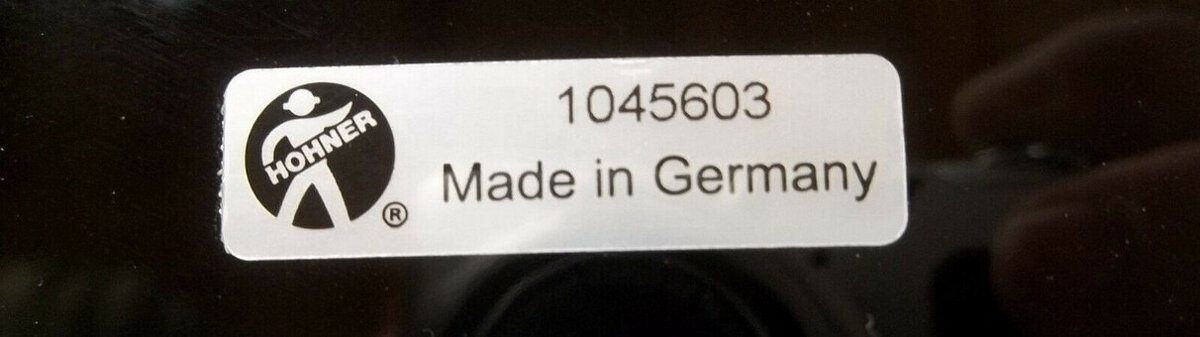 HOHNER
®
1045603
Made in Germany